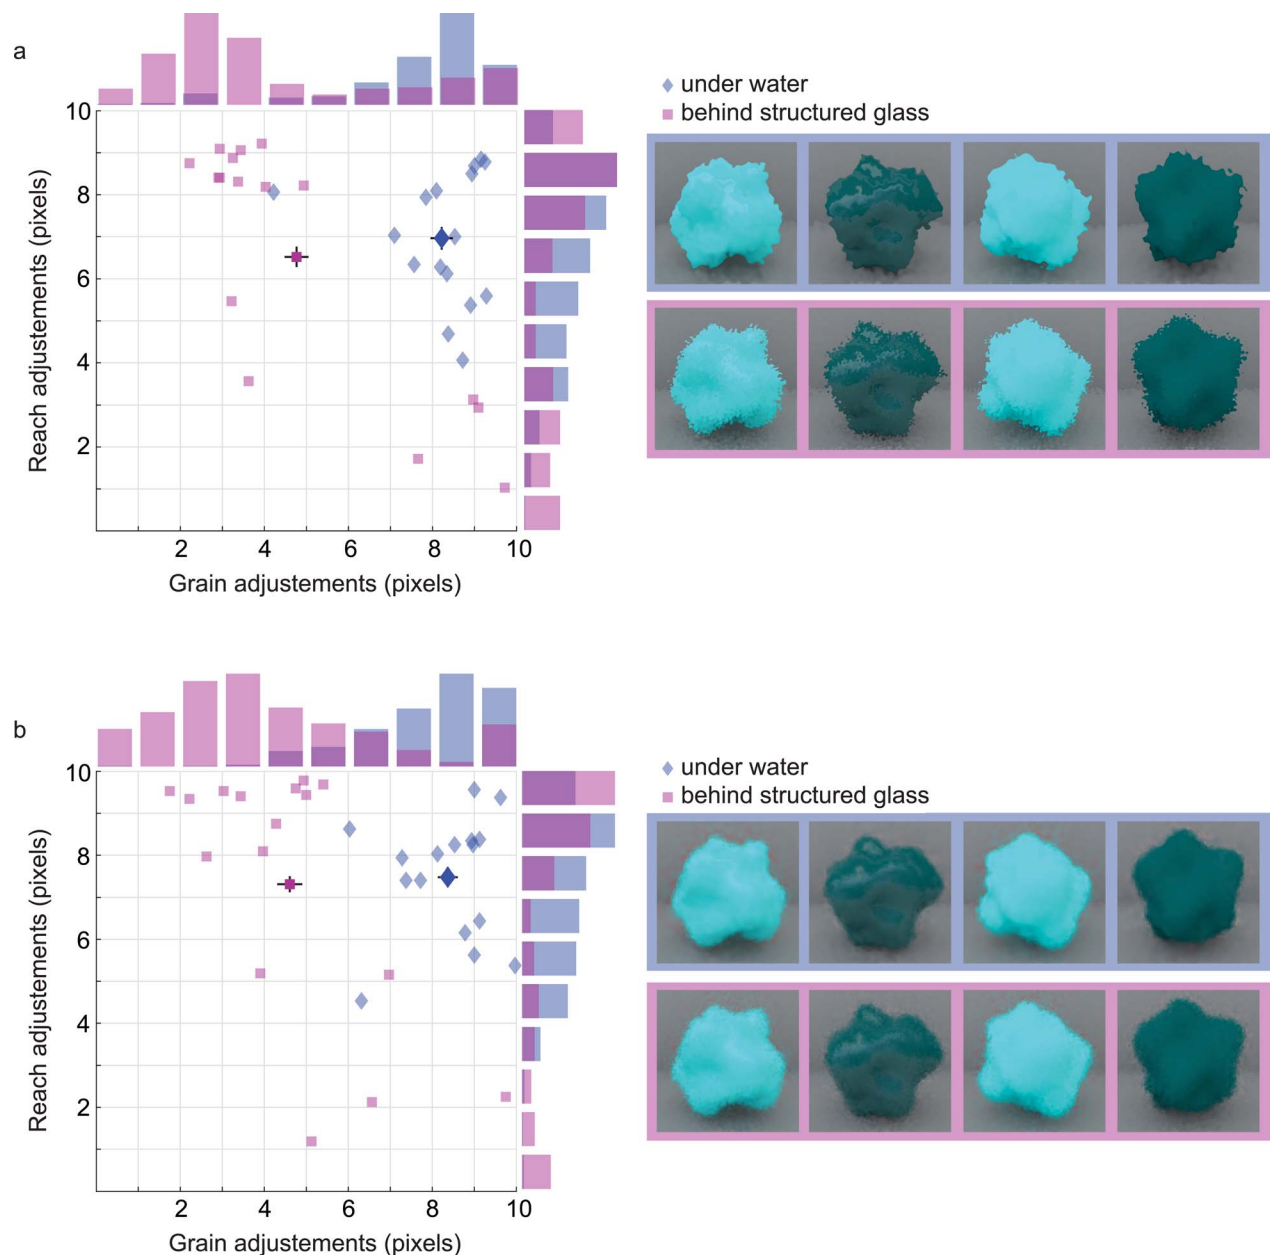 a
under water
behind structured glass
10
8
6
4
2
Reach adjustements (pixels)
2 4 6 8 10
Grain adjustements (pixels)
b
under water
behind structured glass
10
8
6
4
2
Reach adjustements (pixels)
2 4 6 8 10
Grain adjustements (pixels)